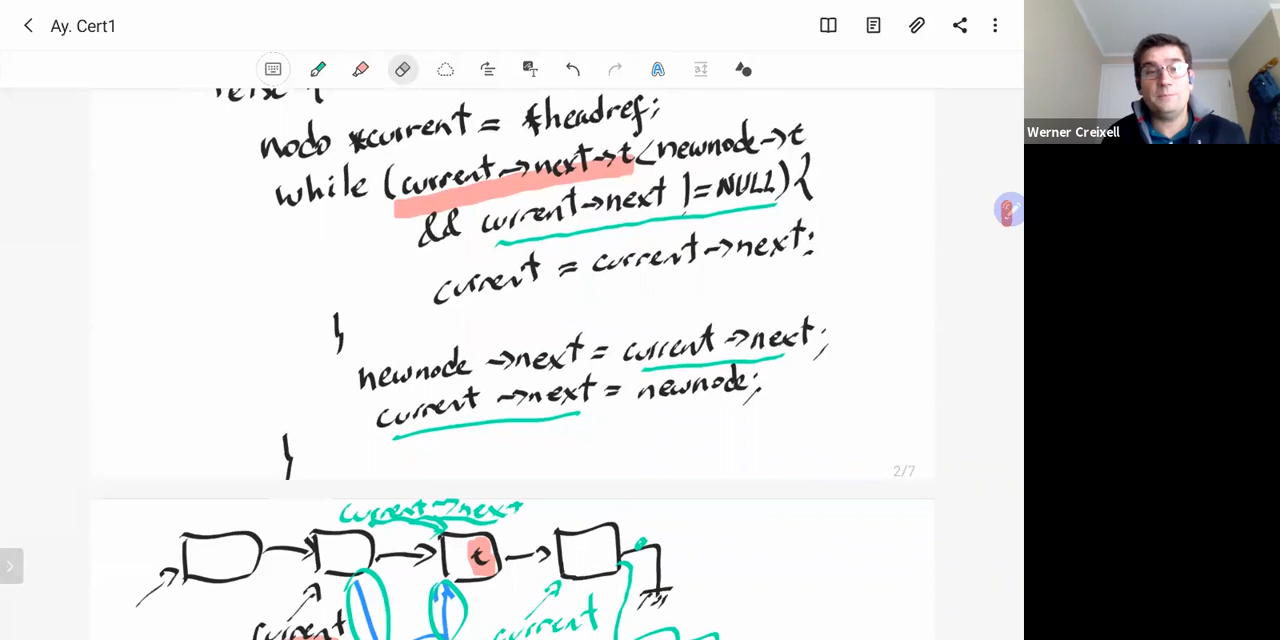 Ay. Cert1
Werner Creixell
else {
nodo *current = *headref;
while (current->next->t < newnode->t
&& current->next != NULL) {
current = current->next;
}
newnode ->next = current ->next;
current ->next = newnode;
}
2/7
current->next
t
current
current